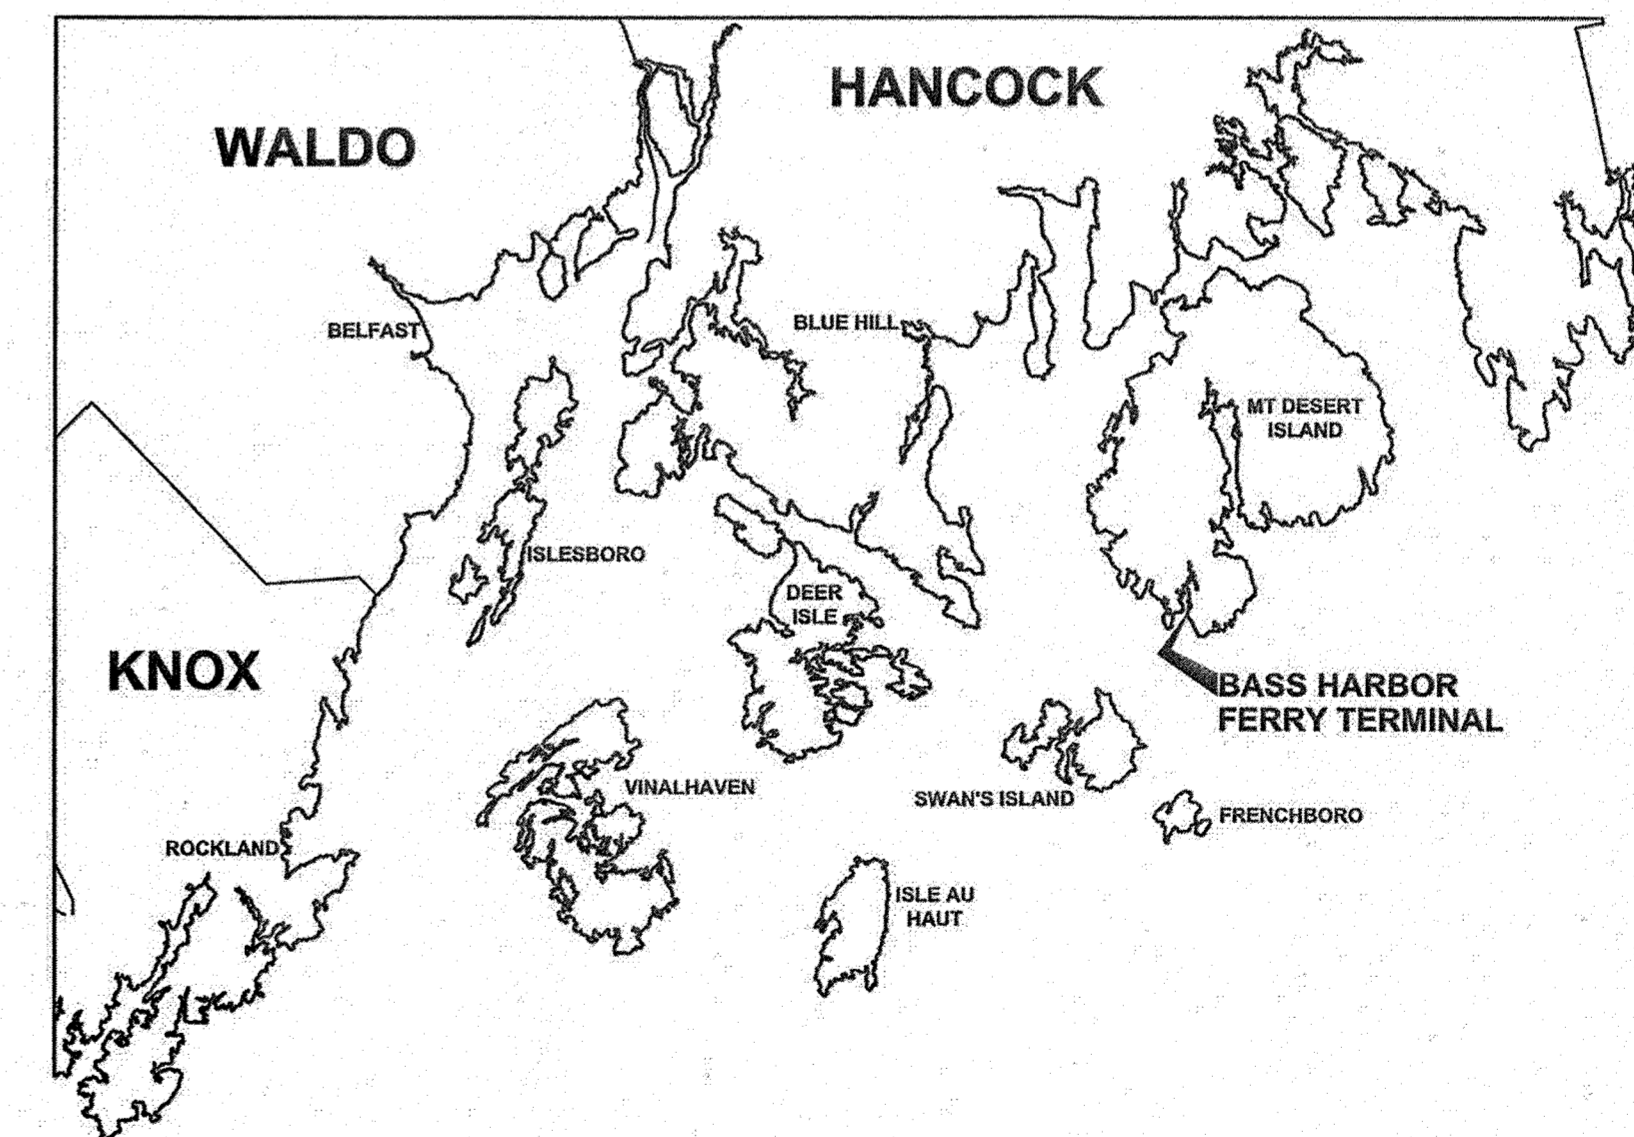 HANCOCK
WALDO
BELFAST
BLUE HILL
MT DESERT
ISLAND
ISLESBORO
DEER
ISLE
KNOX
BASS HARBOR
FERRY TERMINAL
VINALHAVEN
SWAN'S ISLAND
FRENCHBORO
ROCKLAND
ISLE AU
HAUT